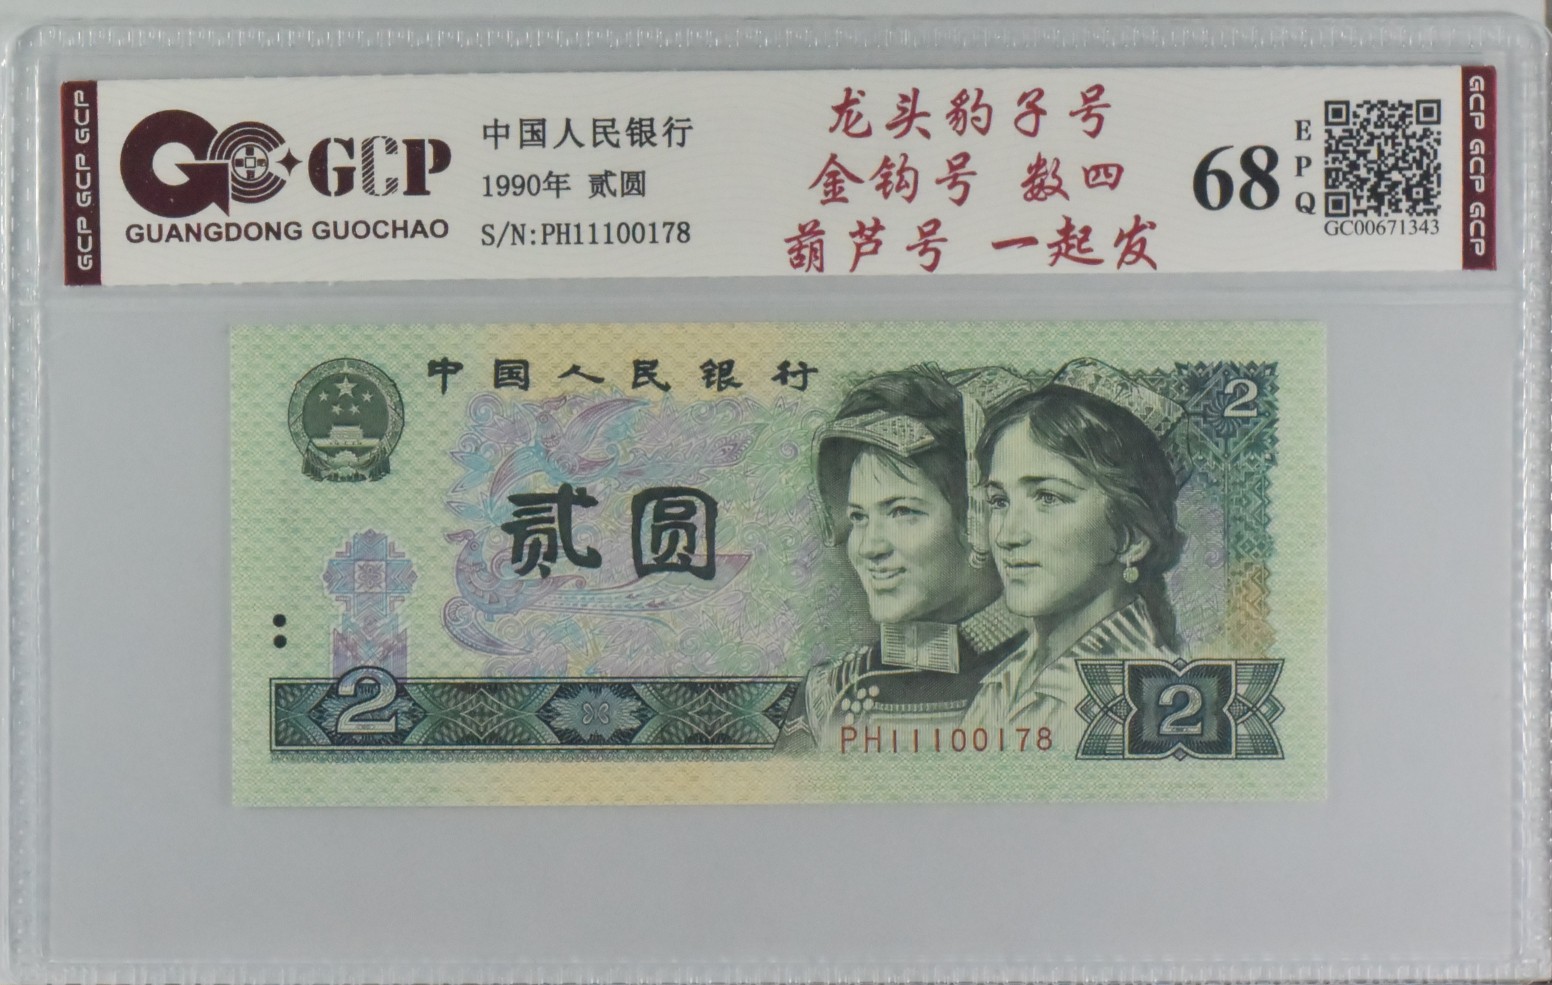 GCP GCP GCP
GCP
GUANGDONG GUOCHAO
中国人民银行
1990年 贰圆
S/N:PH11100178
龙头豹子号
金钩号 数四
葫芦号 一起发
68
EPQ
GC00671343
GCP GCP GCP
中国人民银行
2
贰圆
2
2
PH11100178